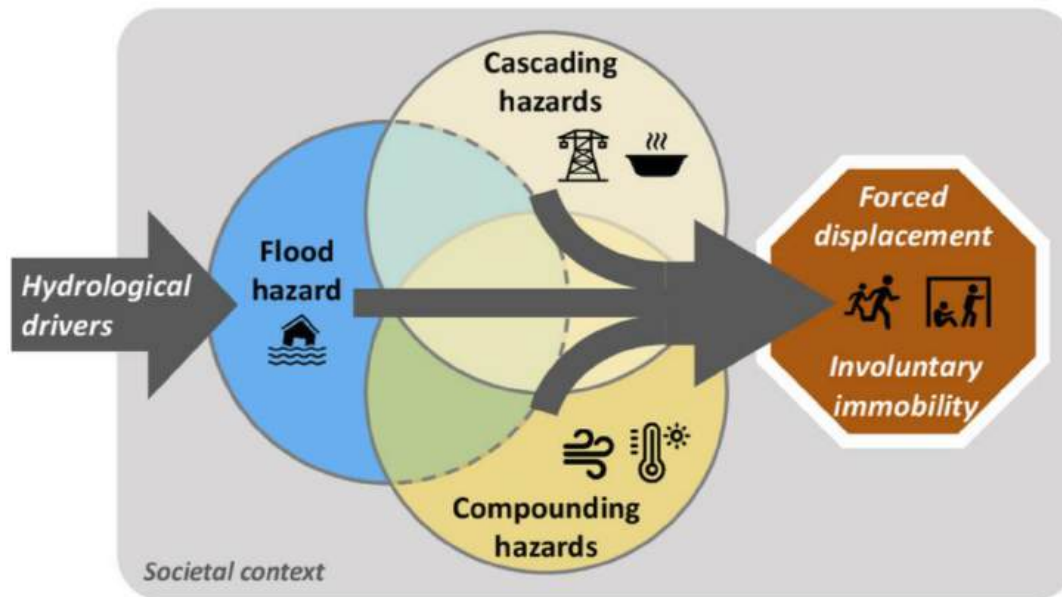 Cascading
hazards
Flood
hazard
Hydrological
drivers
Forced
displacement
Involuntary
immobility
Compounding
hazards
Societal context